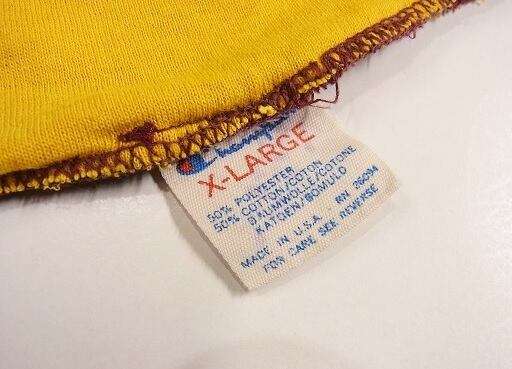 Champion
X-LARGE
50% POLYESTER
50% COTTON/COTON
BAUMWOLLE/COTONE
KATOEN/BOMULD
MADE IN U.S.A. RN 26094
FOR CARE SEE REVERSE